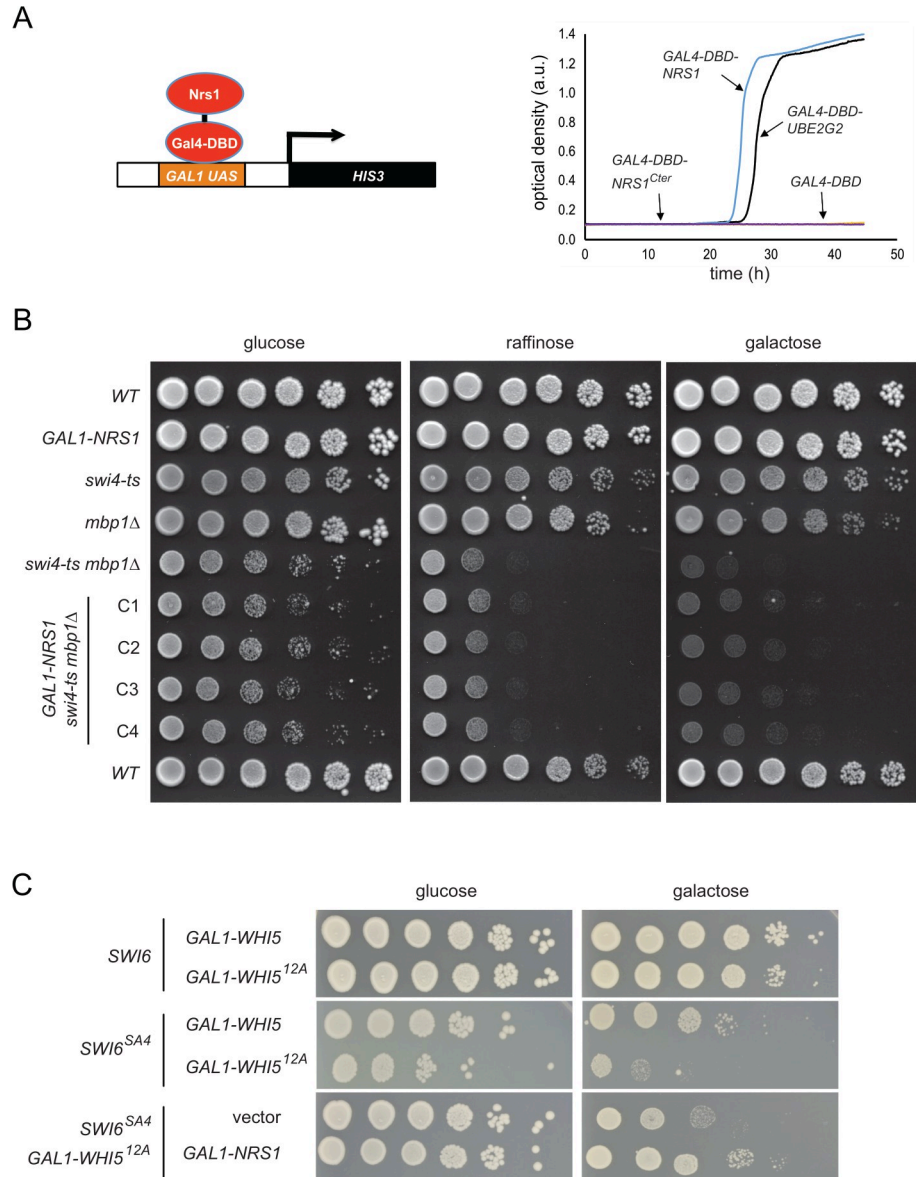 A
Nrs1
Gal4-DBD
GAL1 UAS
HIS3
optical density (a.u.)
1.4
1.2
1.0
0.8
0.6
0.4
0.2
0.0
0
10
20
30
40
50
time (h)
GAL4-DBD-
NRS1
GAL4-DBD-
UBE2G2
GAL4-DBD-
NRS1Cter
GAL4-DBD
B
glucose
raffinose
galactose
WT
GAL1-NRS1
swi4-ts
mbp1Δ
swi4-ts mbp1Δ
GAL1-NRS1
swi4-ts mbp1Δ
C1
C2
C3
C4
WT
C
glucose
galactose
SWI6
GAL1-WHI5
GAL1-WHI512A
SWI6SA4
GAL1-WHI5
GAL1-WHI512A
SWI6SA4
GAL1-WHI512A
vector
GAL1-NRS1